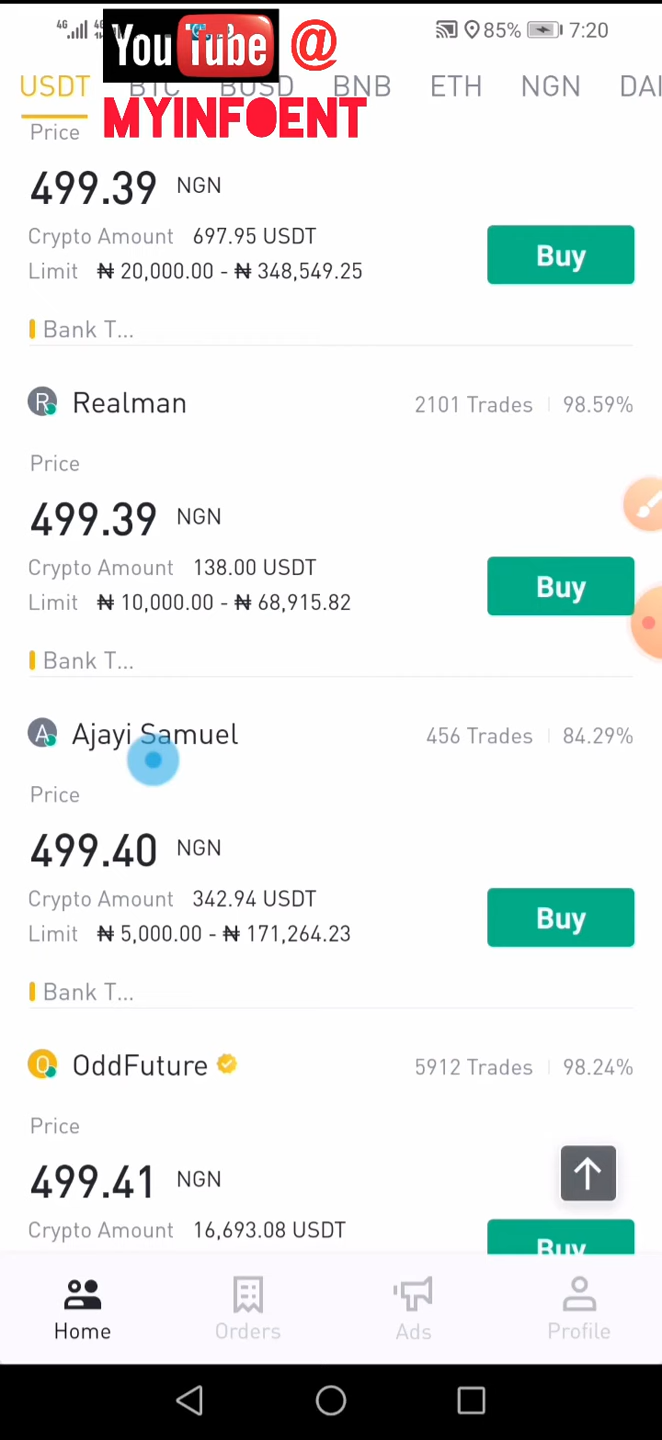 4G 4G 85% 7:20
YouTube @
USDT BTC BUSD BNB ETH NGN DAI
MYINFOENT
Price
499.39 NGN
Crypto Amount 697.95 USDT
Limit ₦ 20,000.00 - ₦ 348,549.25
Buy
Bank T...
R Realman 2101 Trades 98.59%
Price
499.39 NGN
Crypto Amount 138.00 USDT
Limit ₦ 10,000.00 - ₦ 68,915.82
Buy
Bank T...
A Ajayi Samuel 456 Trades 84.29%
Price
499.40 NGN
Crypto Amount 342.94 USDT
Limit ₦ 5,000.00 - ₦ 171,264.23
Buy
Bank T...
O OddFuture 5912 Trades 98.24%
Price
499.41 NGN
Crypto Amount 16,693.08 USDT
Buy
Home Orders Ads Profile